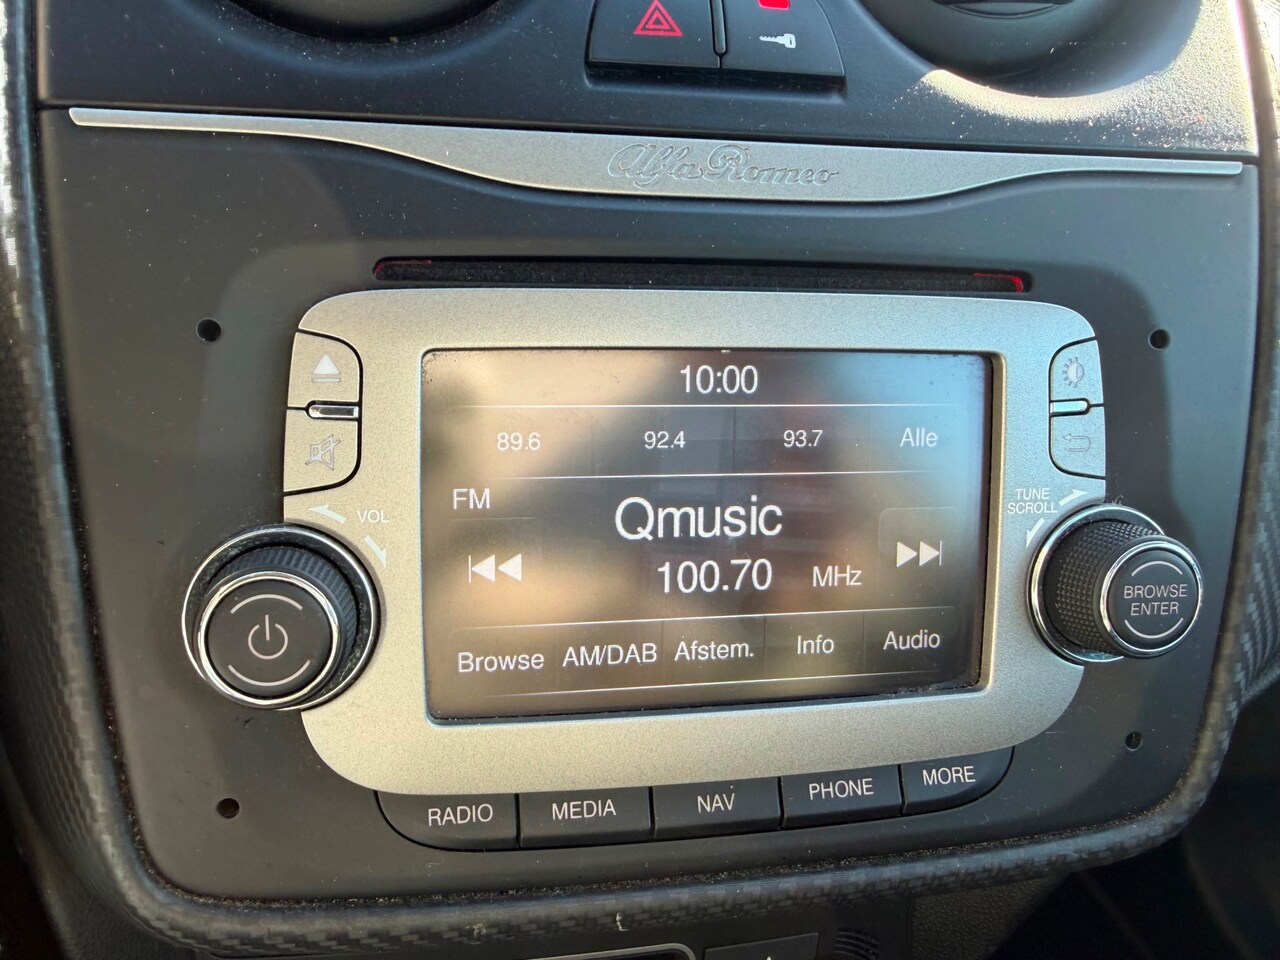 Alfa Romeo
10:00
89.6 92.4 93.7 Alle
FM
Qmusic
100.70 MHz
Browse AM/DAB Afstem. Info Audio
VOL
TUNE
SCROLL
BROWSE
ENTER
RADIO MEDIA NAV PHONE MORE